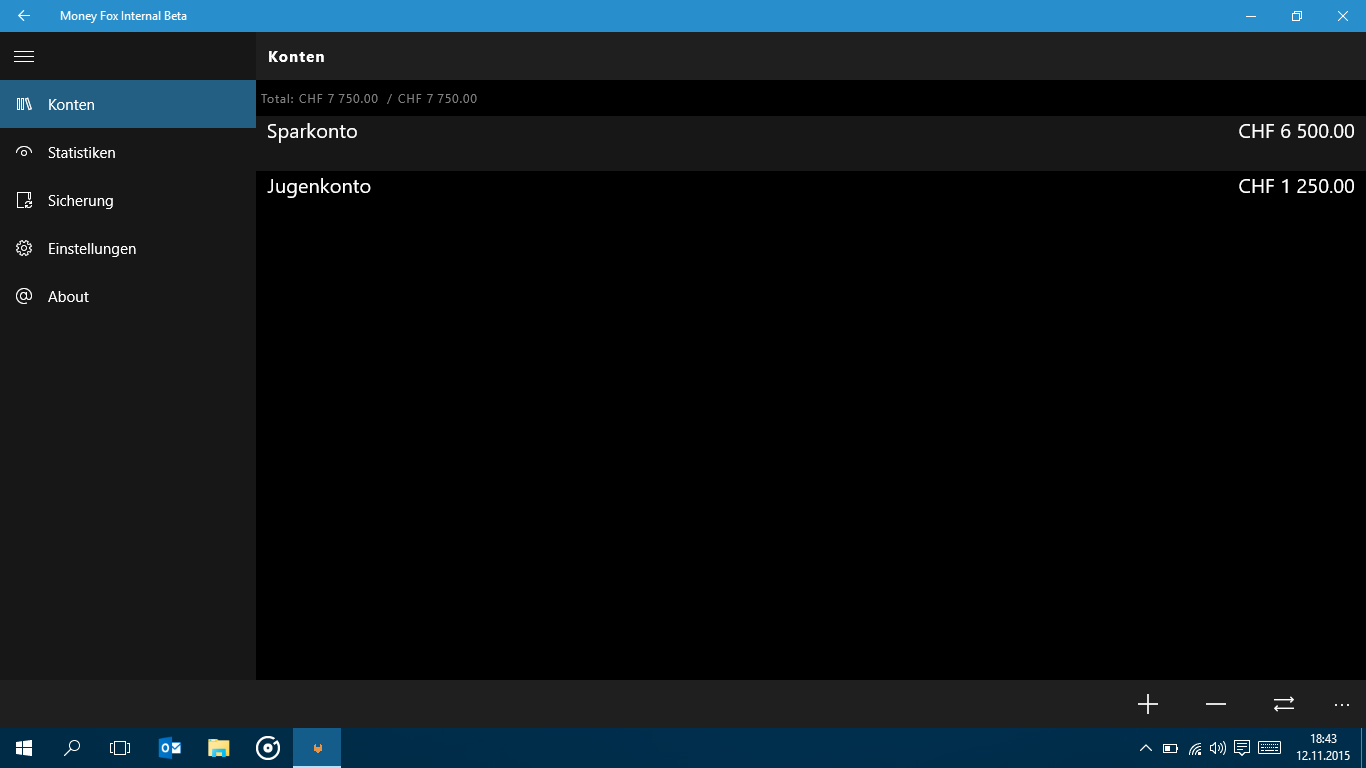 Money Fox Internal Beta
Konten
Konten
Total: CHF 7 750.00 / CHF 7 750.00
Statistiken
Sicherung
Einstellungen
About
Sparkonto CHF 6 500.00
Jugenkonto CHF 1 250.00
18:43
12.11.2015